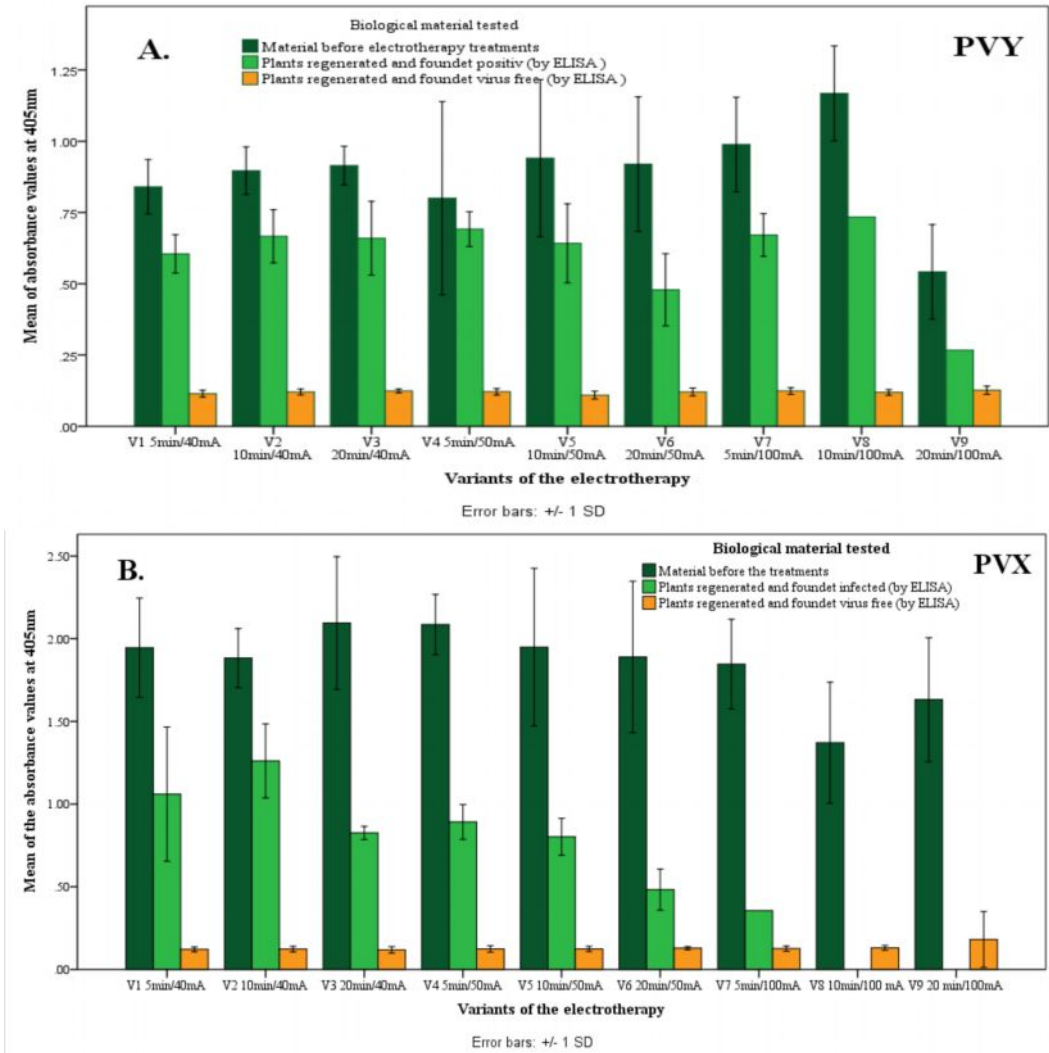 A.
PVY
Biological material tested
Material before electrotherapy treatments
Plants regenerated and foundet positiv (by ELISA )
Plants regenerated and foundet virus free (by ELISA )
Mean of absorbance values at 405nm
1.25
1.00
.75
.50
.25
.00
V1 5min/40mA
V2 10min/40mA
V3 20min/40mA
V4 5min/50mA
V5 10min/50mA
V6 20min/50mA
V7 5min/100mA
V8 10min/100mA
V9 20min/100mA
Variants of the electrotherapy
Error bars: +/- 1 SD
B.
PVX
Biological material tested
Material before the treatments
Plants regenerated and foundet infected (by ELISA)
Plants regenerated and foundet virus free (by ELISA)
Mean of the absorbance values at 405nm
2.50
2.00
1.50
1.00
.50
.00
V1 5min/40mA
V2 10min/40mA
V3 20min/40mA
V4 5min/50mA
V5 10min/50mA
V6 20min/50mA
V7 5min/100mA
V8 10min/100 mA
V9 20 min/100mA
Variants of the electrotherapy
Error bars: +/- 1 SD